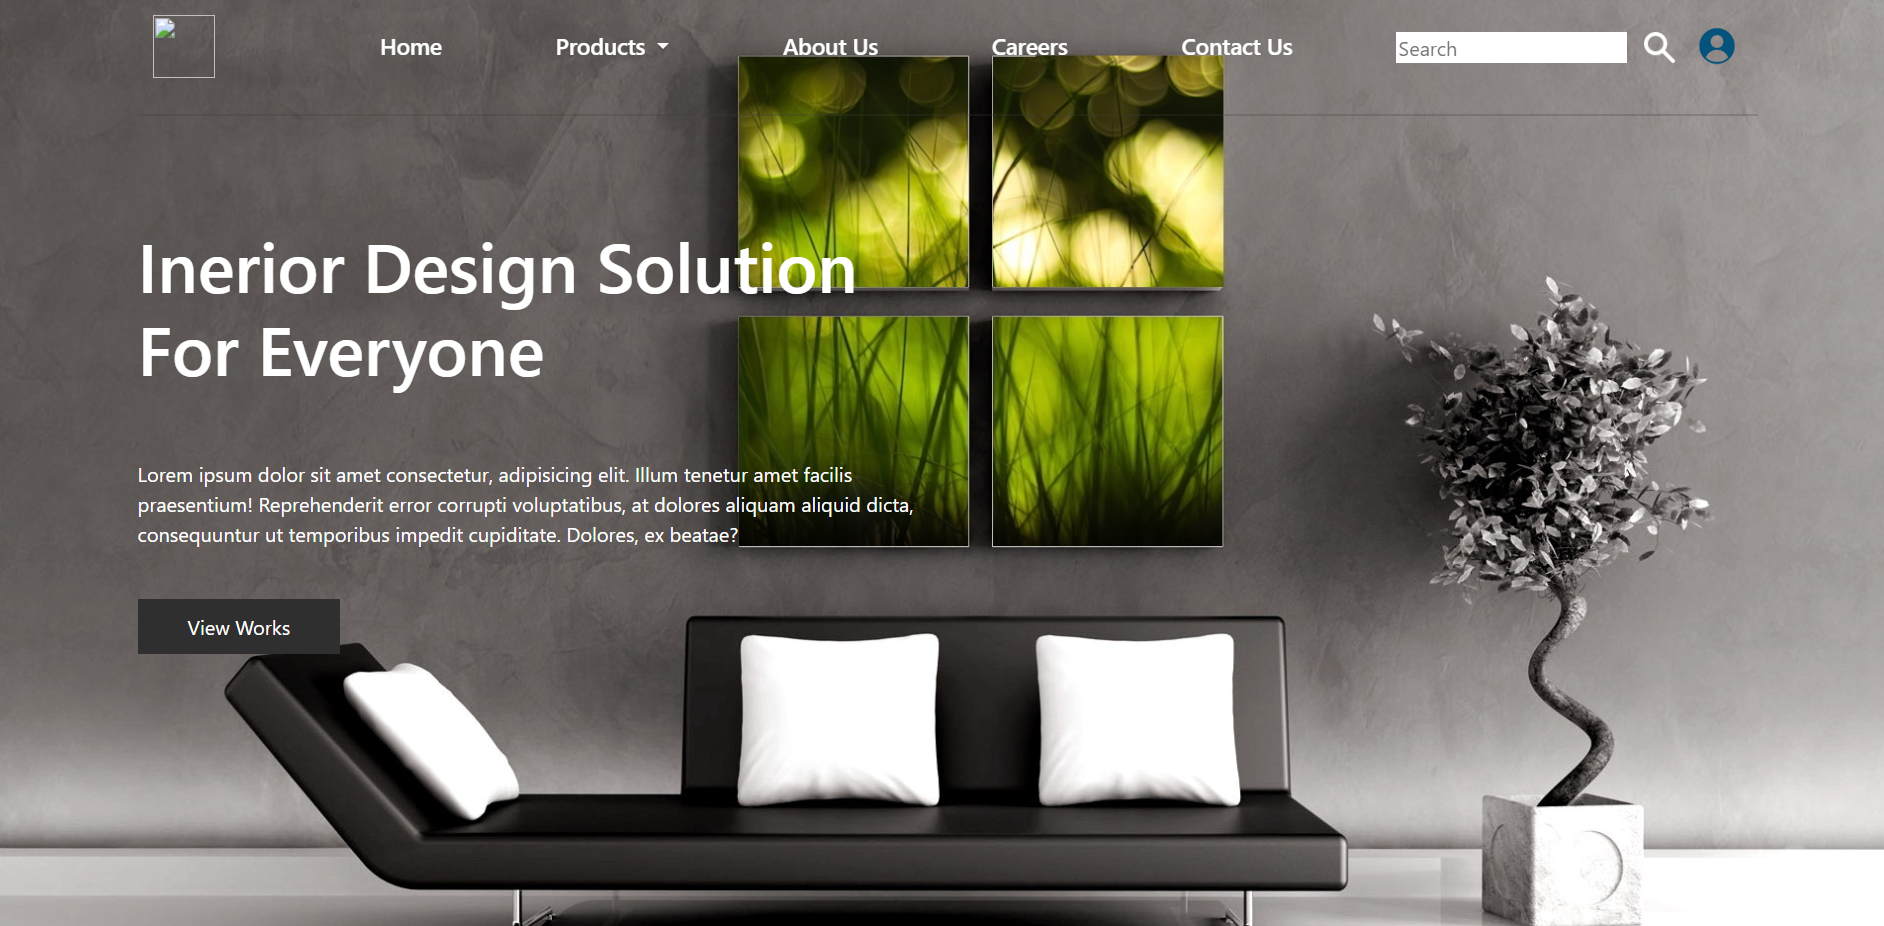 Home Products About Us Careers Contact Us Search
Inerior Design Solution
For Everyone
Lorem ipsum dolor sit amet consectetur, adipisicing elit. Illum tenetur amet facilis
praesentium! Reprehenderit error corrupti voluptatibus, at dolores aliquam aliquid dicta,
consequuntur ut temporibus impedit cupiditate. Dolores, ex beatae?
View Works